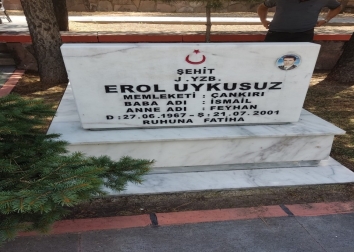 ŞEHİT
J.YZB.
EROL UYKUSUZ
MEMLEKETİ : ÇANKIRI
BABA ADI : İSMAİL
ANNE ADI : FEYHAN
D:27.06.1967 - Ş:21.07.2001
RUHUNA FATİHA